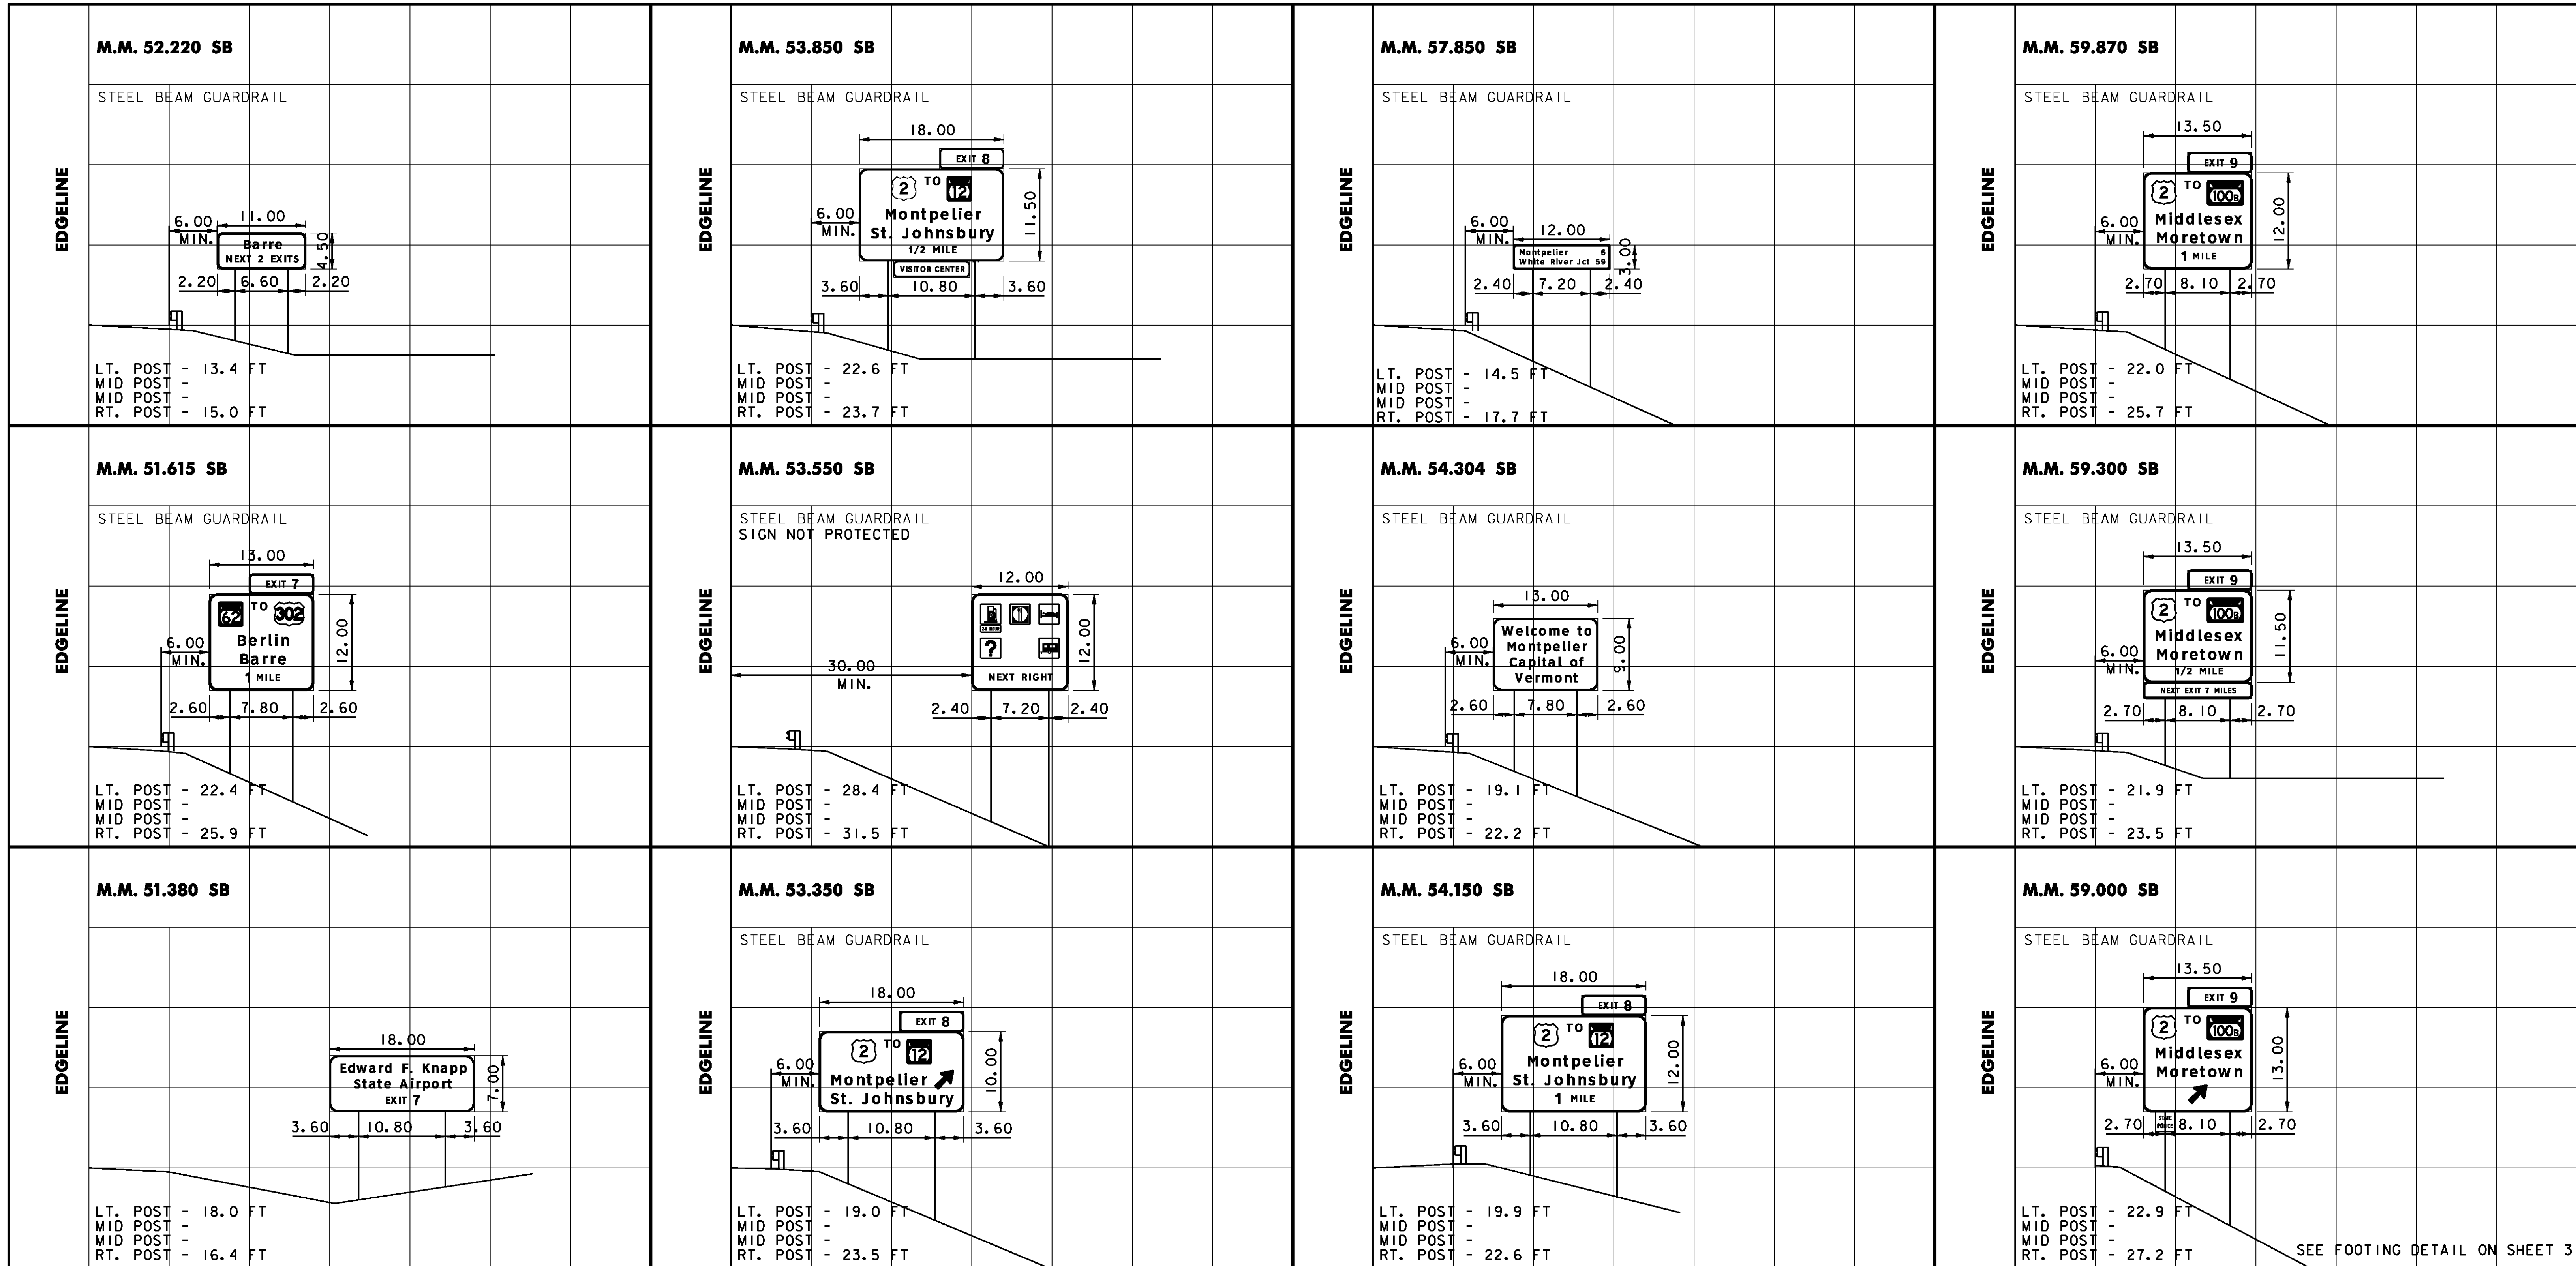 M.M. 52.220 SB
STEEL BEAM GUARDRAIL
EDGELINE
6.00
MIN.
11.00
Barre
NEXT 2 EXITS
4.50
2.20 6.60 2.20
LT. POST - 13.4 FT
MID POST -
MID POST -
RT. POST - 15.0 FT
M.M. 53.850 SB
STEEL BEAM GUARDRAIL
EDGELINE
18.00
EXIT 8
2 TO 12
6.00
MIN.
Montpelier
St. Johnsbury
1/2 MILE
VISITOR CENTER
11.50
3.60 10.80 3.60
LT. POST - 22.6 FT
MID POST -
MID POST -
RT. POST - 23.7 FT
M.M. 57.850 SB
STEEL BEAM GUARDRAIL
EDGELINE
6.00
MIN.
12.00
Montpelier 6
White River Jct 59
3.00
2.40 7.20 2.40
LT. POST - 14.5 FT
MID POST -
MID POST -
RT. POST - 17.7 FT
M.M. 59.870 SB
STEEL BEAM GUARDRAIL
EDGELINE
13.50
EXIT 9
2 TO 100B
6.00
MIN.
Middlesex
Moretown
1 MILE
12.00
2.70 8.10 2.70
LT. POST - 22.0 FT
MID POST -
MID POST -
RT. POST - 25.7 FT
M.M. 51.615 SB
STEEL BEAM GUARDRAIL
EDGELINE
13.00
EXIT 7
62 TO 302
6.00
MIN.
Berlin
Barre
1 MILE
12.00
2.60 7.80 2.60
LT. POST - 22.4 FT
MID POST -
MID POST -
RT. POST - 25.9 FT
M.M. 53.550 SB
STEEL BEAM GUARDRAIL
SIGN NOT PROTECTED
EDGELINE
12.00
24 HOUR
?
30.00
MIN.
NEXT RIGHT
12.00
2.40 7.20 2.40
LT. POST - 28.4 FT
MID POST -
MID POST -
RT. POST - 31.5 FT
M.M. 54.304 SB
STEEL BEAM GUARDRAIL
EDGELINE
13.00
6.00
MIN.
Welcome to
Montpelier
Capital of
Vermont
9.00
2.60 7.80 2.60
LT. POST - 19.1 FT
MID POST -
MID POST -
RT. POST - 22.2 FT
M.M. 59.300 SB
STEEL BEAM GUARDRAIL
EDGELINE
13.50
EXIT 9
2 TO 100B
6.00
MIN.
Middlesex
Moretown
1/2 MILE
NEXT EXIT 7 MILES
11.50
2.70 8.10 2.70
LT. POST - 21.9 FT
MID POST -
MID POST -
RT. POST - 23.5 FT
M.M. 51.380 SB
EDGELINE
18.00
Edward F. Knapp
State Airport
EXIT 7
7.00
3.60 10.80 3.60
LT. POST - 18.0 FT
MID POST -
MID POST -
RT. POST - 16.4 FT
M.M. 53.350 SB
STEEL BEAM GUARDRAIL
EDGELINE
18.00
EXIT 8
2 TO 12
6.00
MIN.
Montpelier
St. Johnsbury
10.00
3.60 10.80 3.60
LT. POST - 19.0 FT
MID POST -
MID POST -
RT. POST - 23.5 FT
M.M. 54.150 SB
STEEL BEAM GUARDRAIL
EDGELINE
18.00
EXIT 8
2 TO 12
6.00
MIN.
Montpelier
St. Johnsbury
1 MILE
12.00
3.60 10.80 3.60
LT. POST - 19.9 FT
MID POST -
MID POST -
RT. POST - 22.6 FT
M.M. 59.000 SB
STEEL BEAM GUARDRAIL
EDGELINE
13.50
EXIT 9
2 TO 100B
6.00
MIN.
Middlesex
Moretown
13.00
STATE
POLICE
2.70 8.10 2.70
LT. POST - 22.9 FT
MID POST -
MID POST -
RT. POST - 27.2 FT
SEE FOOTING DETAIL ON SHEET 3